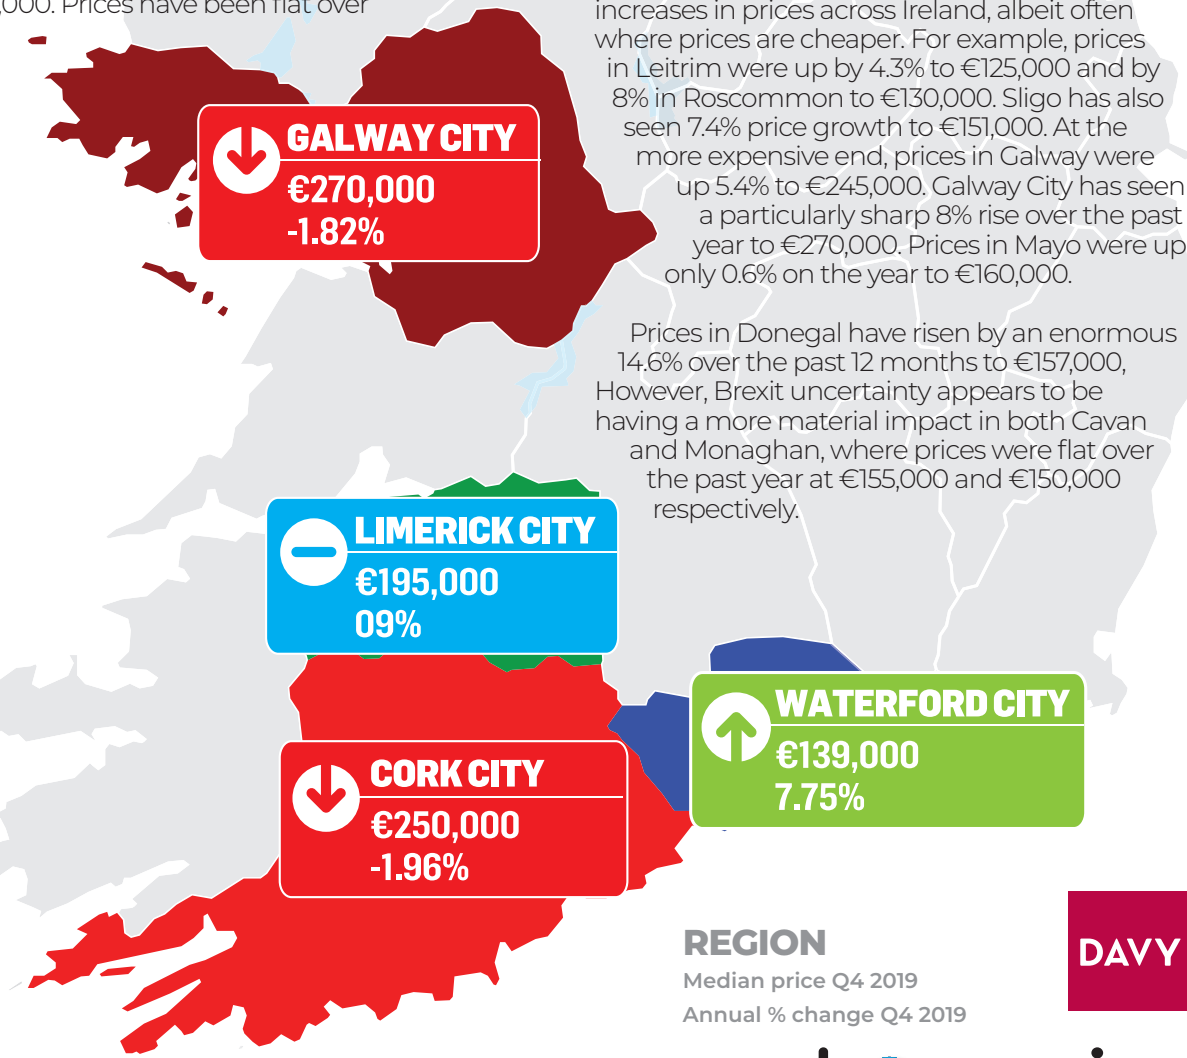 ,000. Prices have been flat over
increases in prices across Ireland, albeit often
where prices are cheaper. For example, prices
in Leitrim were up by 4.3% to €125,000 and by
8% in Roscommon to €130,000. Sligo has also
seen 7.4% price growth to €151,000. At the
more expensive end, prices in Galway were
up 5.4% to €245,000. Galway City has seen
a particularly sharp 8% rise over the past
year to €270,000. Prices in Mayo were up
only 0.6% on the year to €160,000.
Prices in Donegal have risen by an enormous
14.6% over the past 12 months to €157,000,
However, Brexit uncertainty appears to be
having a more material impact in both Cavan
and Monaghan, where prices were flat over
the past year at €155,000 and €150,000
respectively.
GALWAY CITY
€270,000
-1.82%
LIMERICK CITY
€195,000
09%
WATERFORD CITY
€139,000
7.75%
CORK CITY
€250,000
-1.96%
REGION
Median price Q4 2019
Annual % change Q4 2019
DAVY